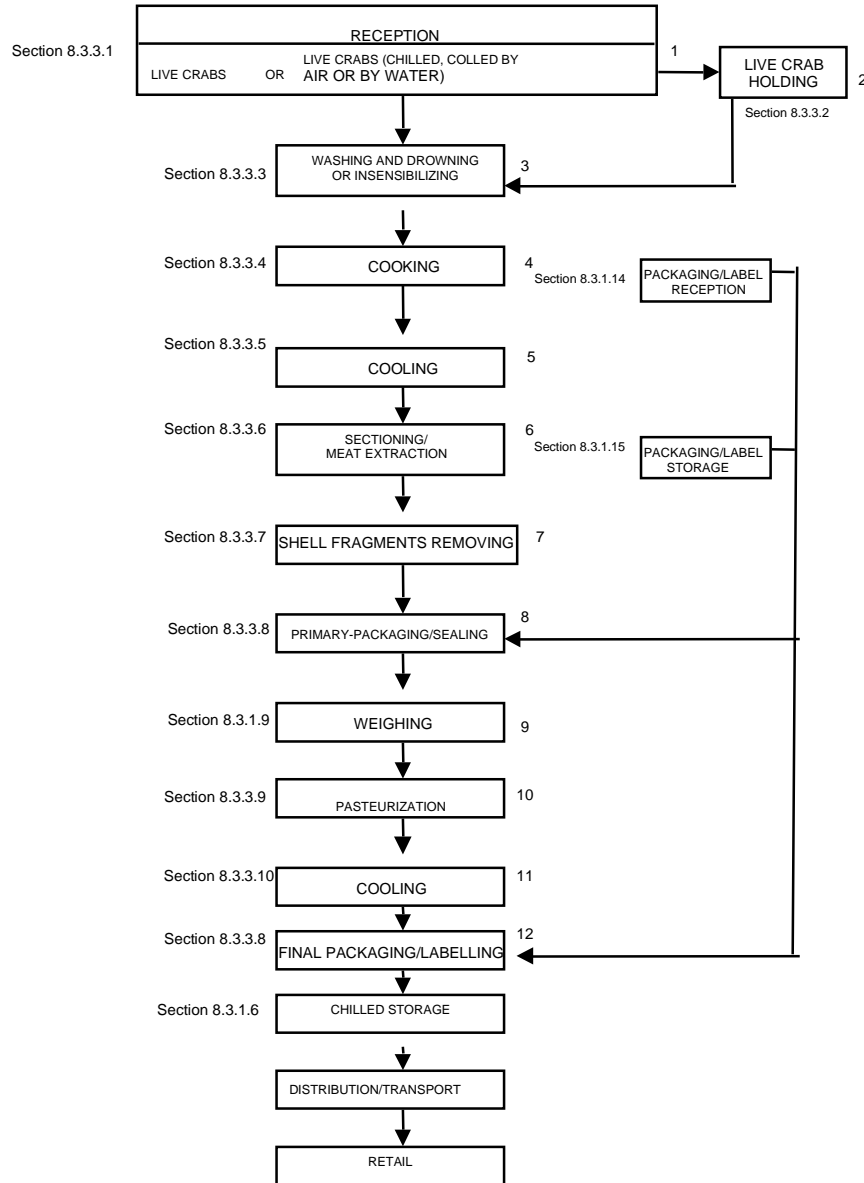 RECEPTION
Section 8.3.3.1
1
LIVE CRABS OR LIVE CRABS (CHILLED, COLLED BY
AIR OR BY WATER)
LIVE CRAB
HOLDING
2
Section 8.3.3.2
Section 8.3.3.3
WASHING AND DROWNING
OR INSENSIBILIZING
3
Section 8.3.3.4
COOKING
4
Section 8.3.1.14
PACKAGING/LABEL
RECEPTION
Section 8.3.3.5
COOLING
5
Section 8.3.3.6
SECTIONING/
MEAT EXTRACTION
6
Section 8.3.1.15
PACKAGING/LABEL
STORAGE
Section 8.3.3.7
SHELL FRAGMENTS REMOVING
7
Section 8.3.3.8
PRIMARY-PACKAGING/SEALING
8
Section 8.3.1.9
WEIGHING
9
Section 8.3.3.9
PASTEURIZATION
10
Section 8.3.3.10
COOLING
11
Section 8.3.3.8
FINAL PACKAGING/LABELLING
12
Section 8.3.1.6
CHILLED STORAGE
DISTRIBUTION/TRANSPORT
RETAIL